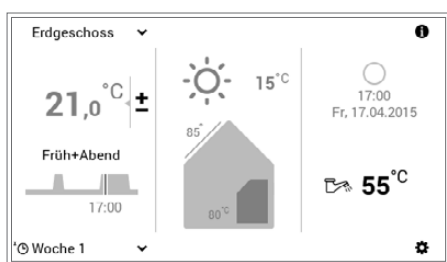 Erdgeschoss
21,0 °C ±
Früh+Abend
17:00
Woche 1
15°C
85°
80°C
17:00
Fr, 17.04.2015
55°C